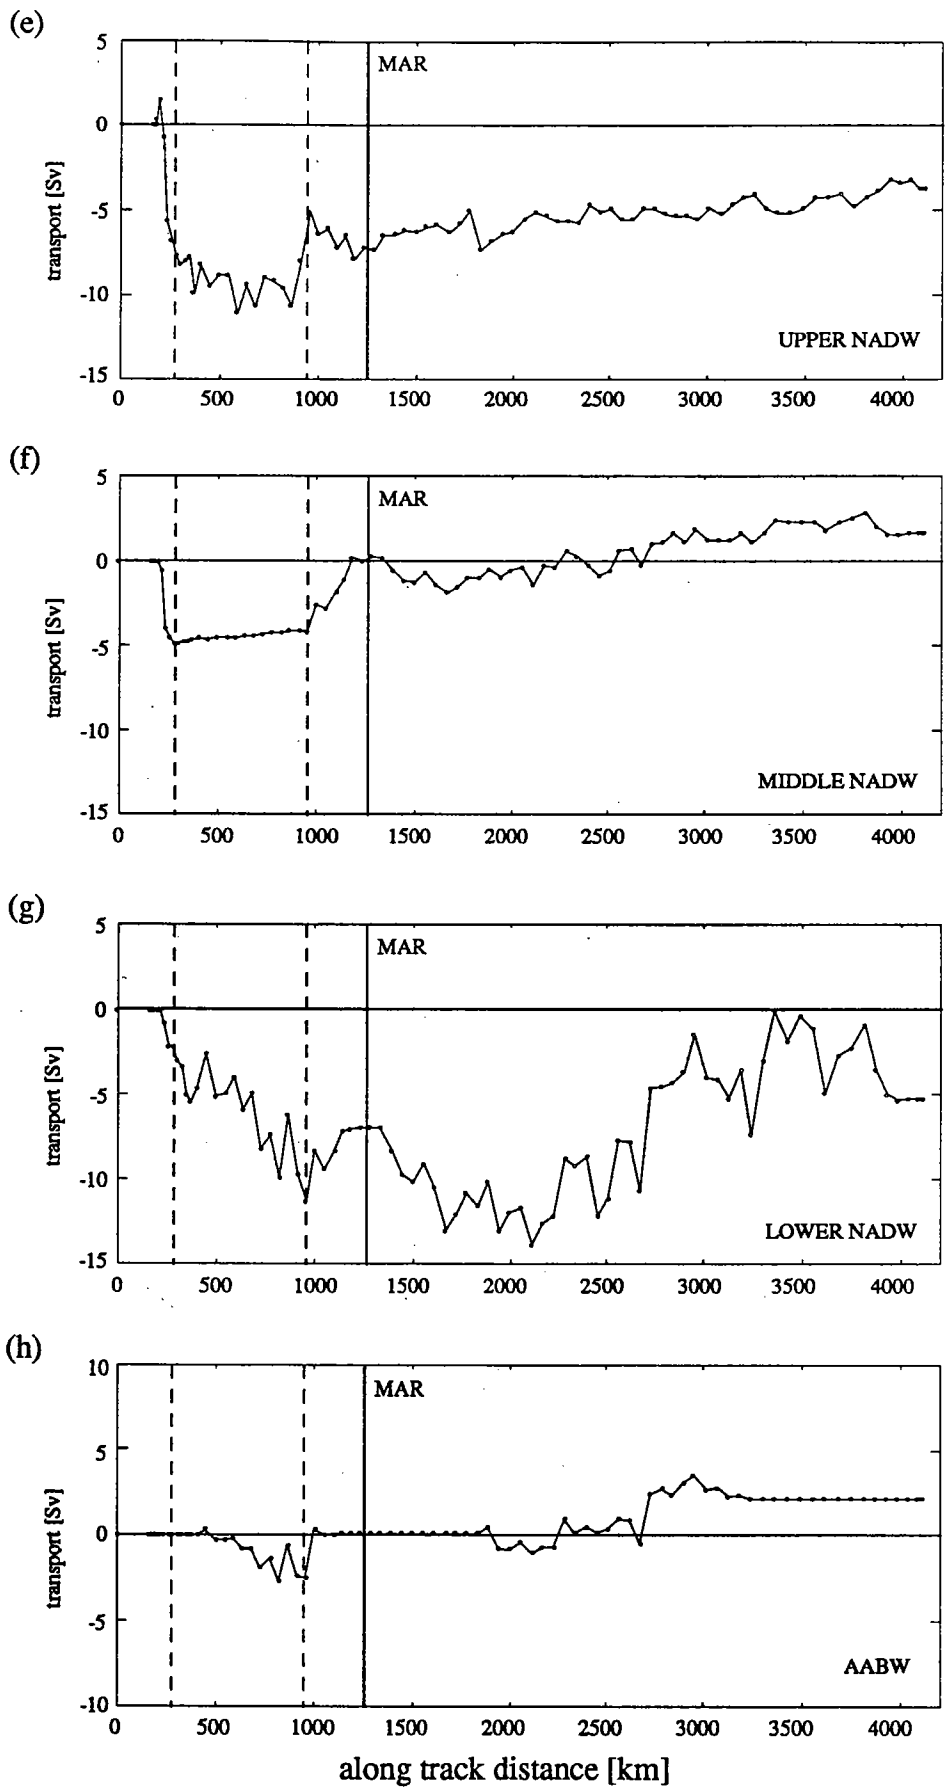 (e)
5
MAR
0
transport [Sv]
-5
-10
UPPER NADW
-15
0 500 1000 1500 2000 2500 3000 3500 4000
(f)
5
MAR
0
transport [Sv]
-5
-10
MIDDLE NADW
-15
0 500 1000 1500 2000 2500 3000 3500 4000
(g)
5
MAR
0
transport [Sv]
-5
-10
LOWER NADW
-15
0 500 1000 1500 2000 2500 3000 3500 4000
(h)
10
MAR
5
transport [Sv]
0
-5
AABW
-10
0 500 1000 1500 2000 2500 3000 3500 4000
along track distance [km]